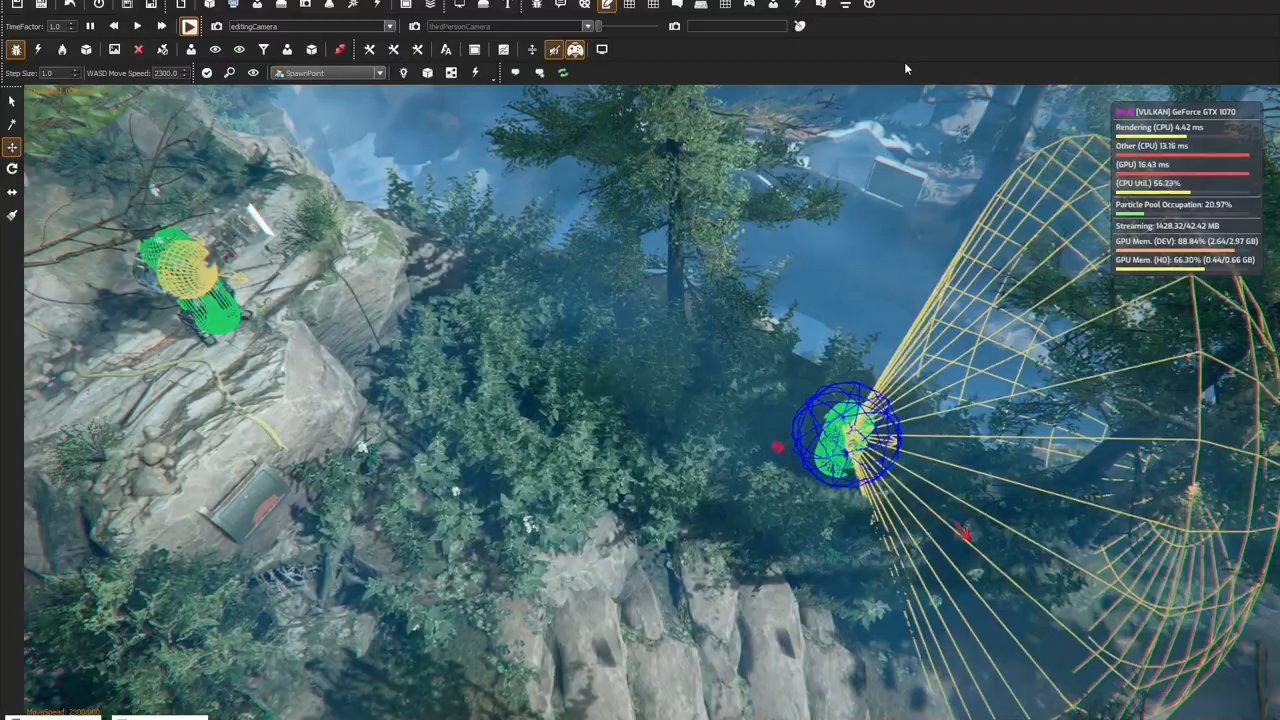 TimeFactor: 1.0
editingCamera
thirdPersonCamera
Step Size: 1.0
WASD Move Speed: 2300.0
SpawnPoint
[VULKAN] GeForce GTX 1070
Rendering (CPU) 4.42 ms
Other (CPU) 13.16 ms
(GPU) 16.43 ms
(CPU Util.) 56.23%
Particle Pool Occupation: 20.97%
Streaming: 1428.32/42.42 MB
GPU Mem. (DEV): 88.84% (2.64/2.97 GB)
GPU Mem. (HO): 66.30% (0.44/0.66 GB)
MoveSpeed: 2300.000